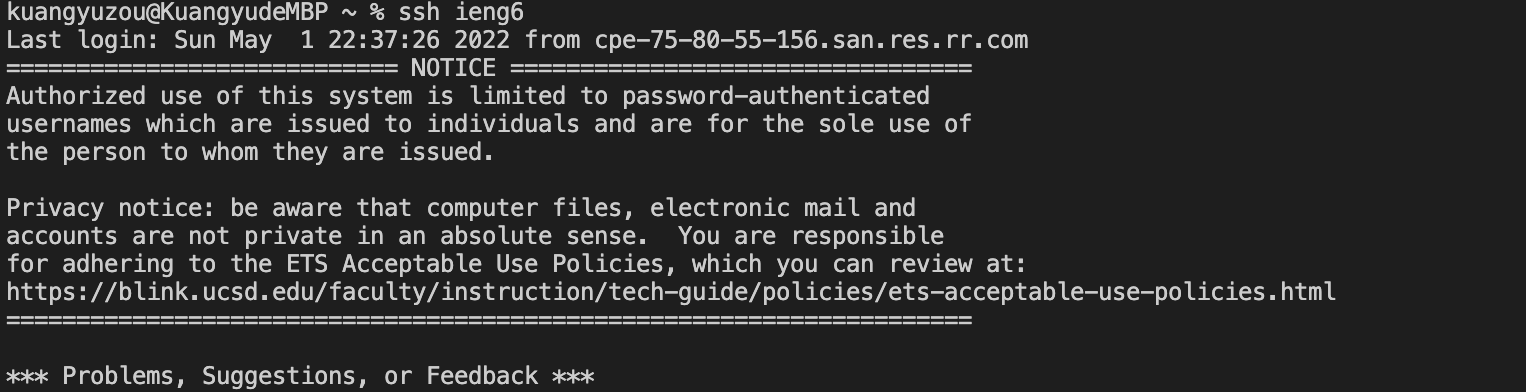 kuangyuzou@KuangyudeMBP ~ % ssh ieng6
Last login: Sun May  1 22:37:26 2022 from cpe-75-80-55-156.san.res.rr.com
============================ NOTICE =================================
Authorized use of this system is limited to password-authenticated
usernames which are issued to individuals and are for the sole use of
the person to whom they are issued.

Privacy notice: be aware that computer files, electronic mail and
accounts are not private in an absolute sense.  You are responsible
for adhering to the ETS Acceptable Use Policies, which you can review at:
https://blink.ucsd.edu/faculty/instruction/tech-guide/policies/ets-acceptable-use-policies.html
=====================================================================

*** Problems, Suggestions, or Feedback ***